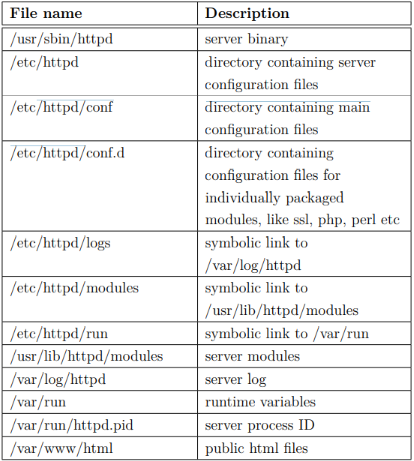 File name Description
/usr/sbin/httpd server binary
/etc/httpd directory containing server
configuration files
/etc/httpd/conf directory containing main
configuration files
/etc/httpd/conf.d directory containing
configuration files for
individually packaged
modules, like ssl, php, perl etc
/etc/httpd/logs symbolic link to
/var/log/httpd
/etc/httpd/modules symbolic link to
/usr/lib/httpd/modules
/etc/httpd/run symbolic link to /var/run
/usr/lib/httpd/modules server modules
/var/log/httpd server log
/var/run runtime variables
/var/run/httpd.pid server process ID
/var/www/html public html files